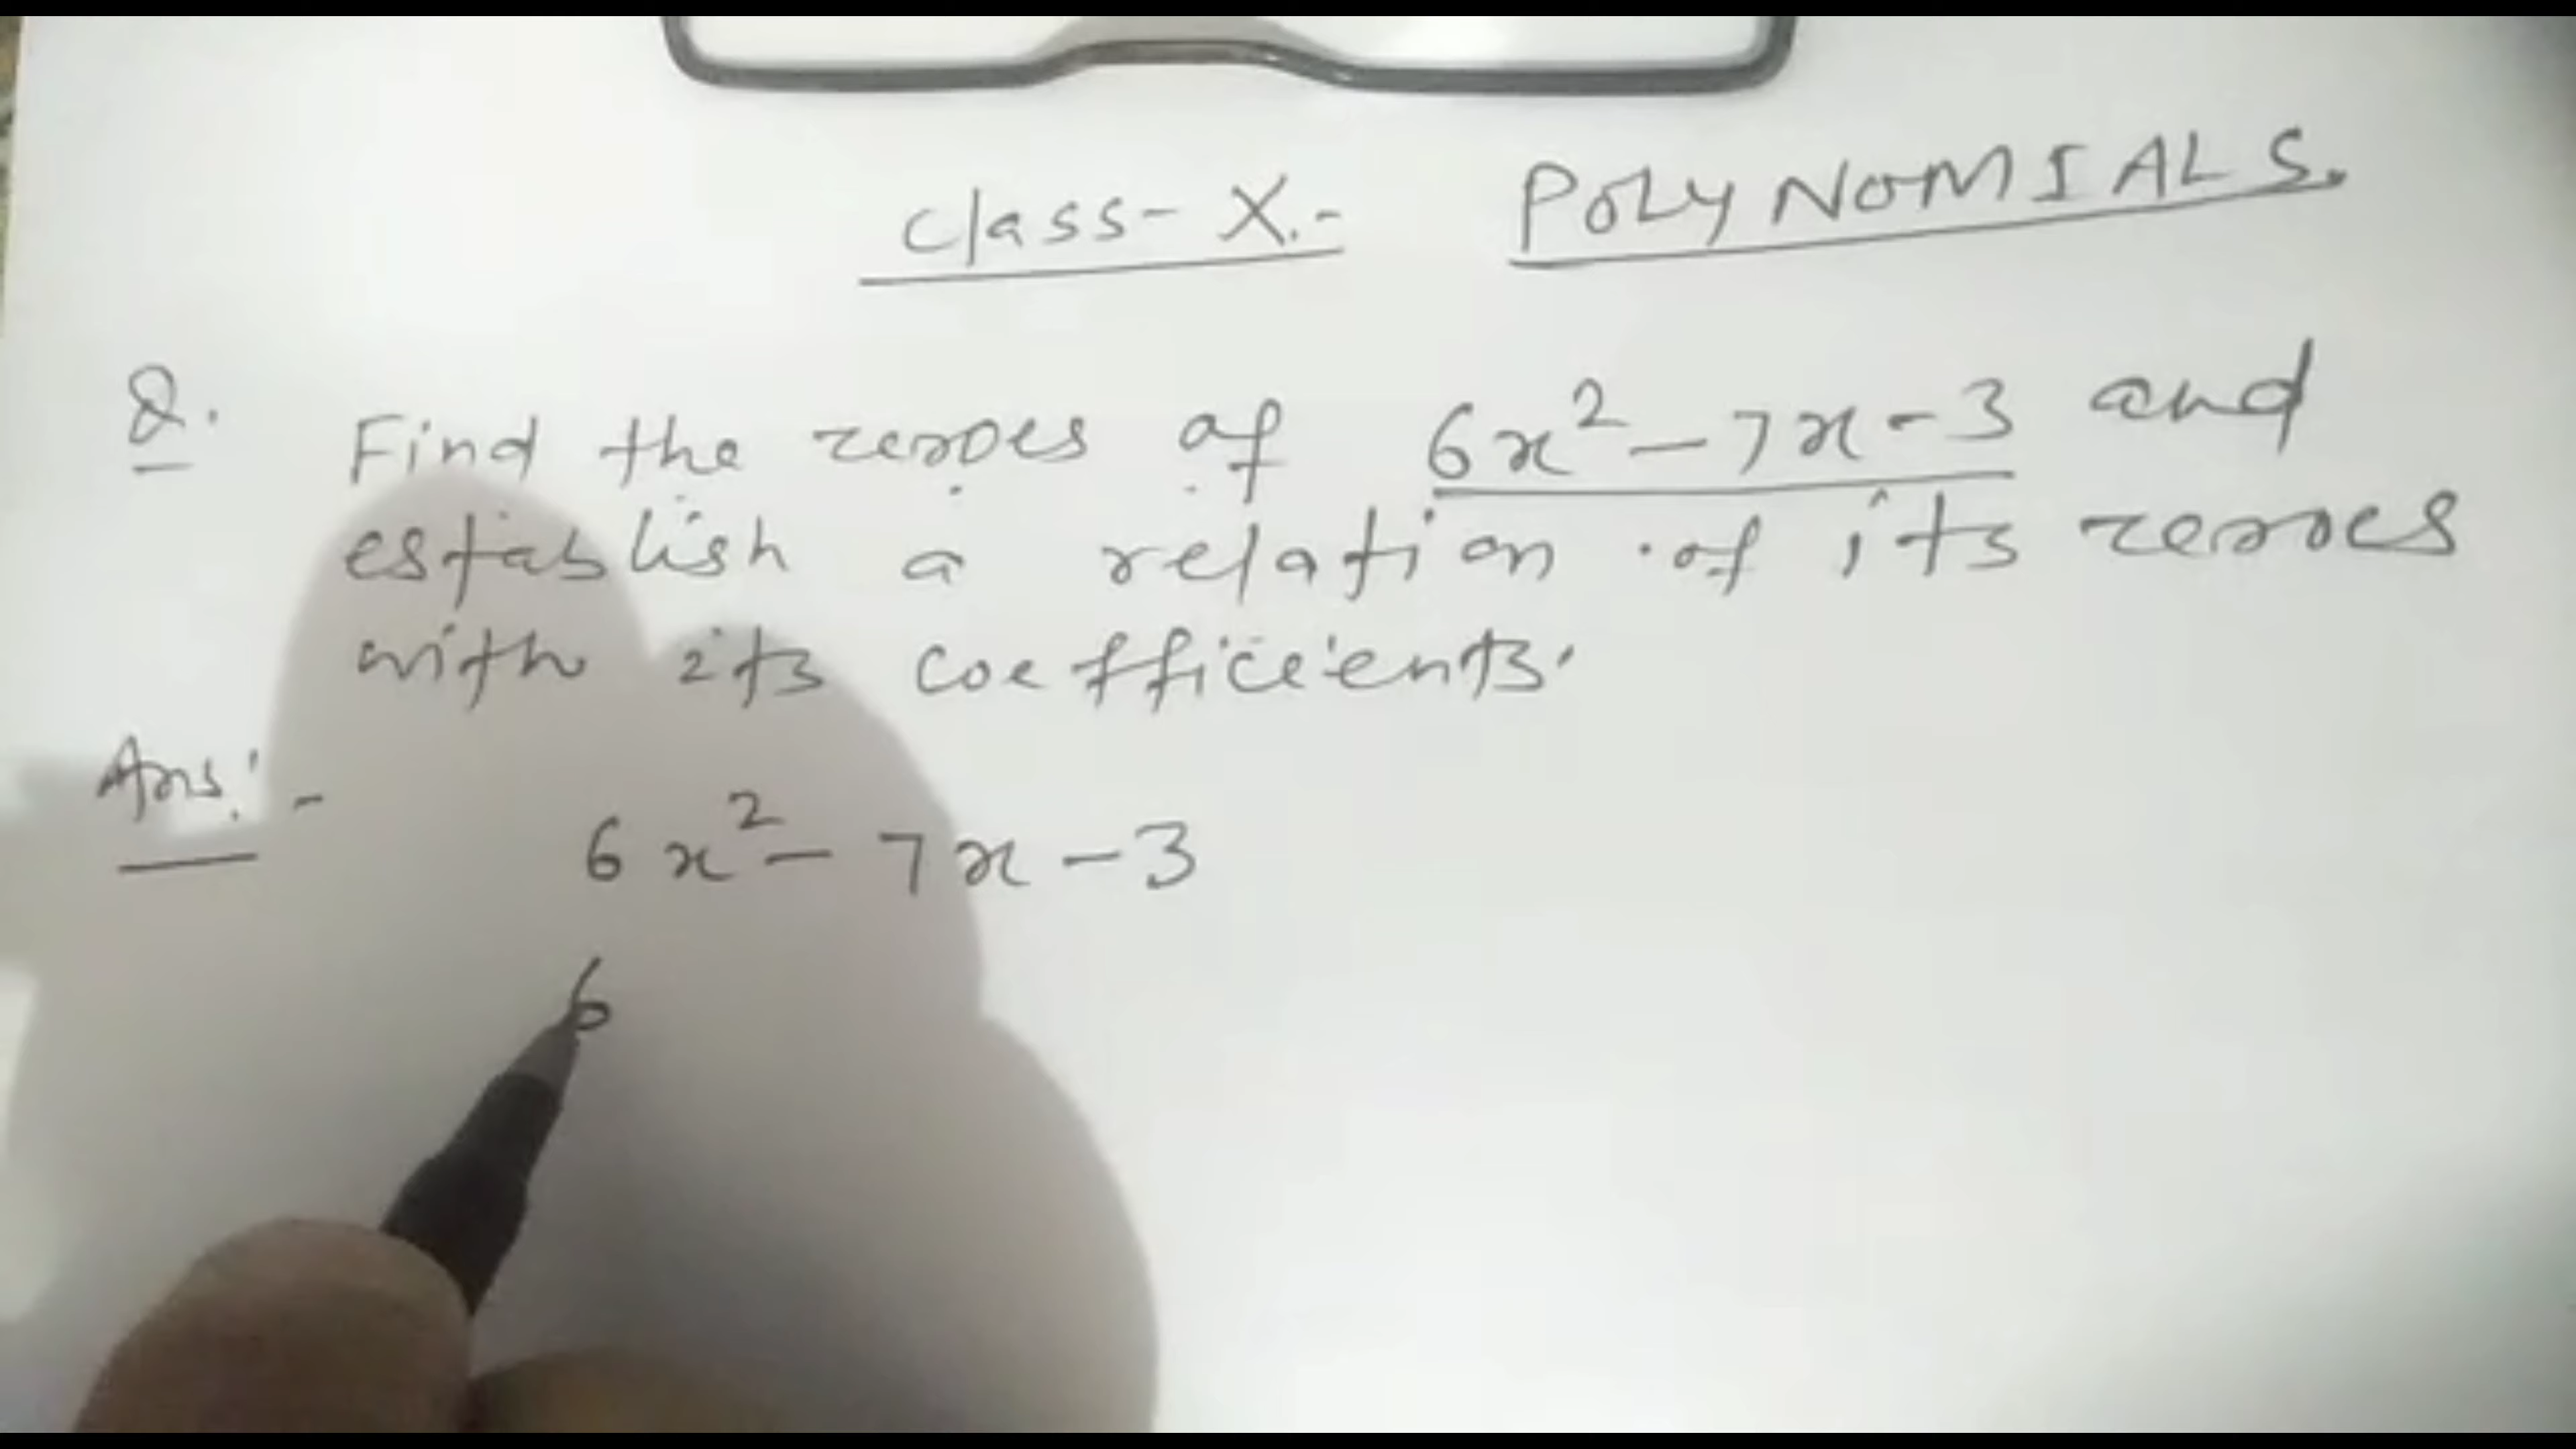 Class - X. - POLYNOMIALS.
Q. Find the zeroes of 6x² - 7x - 3 and
establish a relation of its zeroes
with its coefficients.
Ans: -
6x² - 7x - 3
6